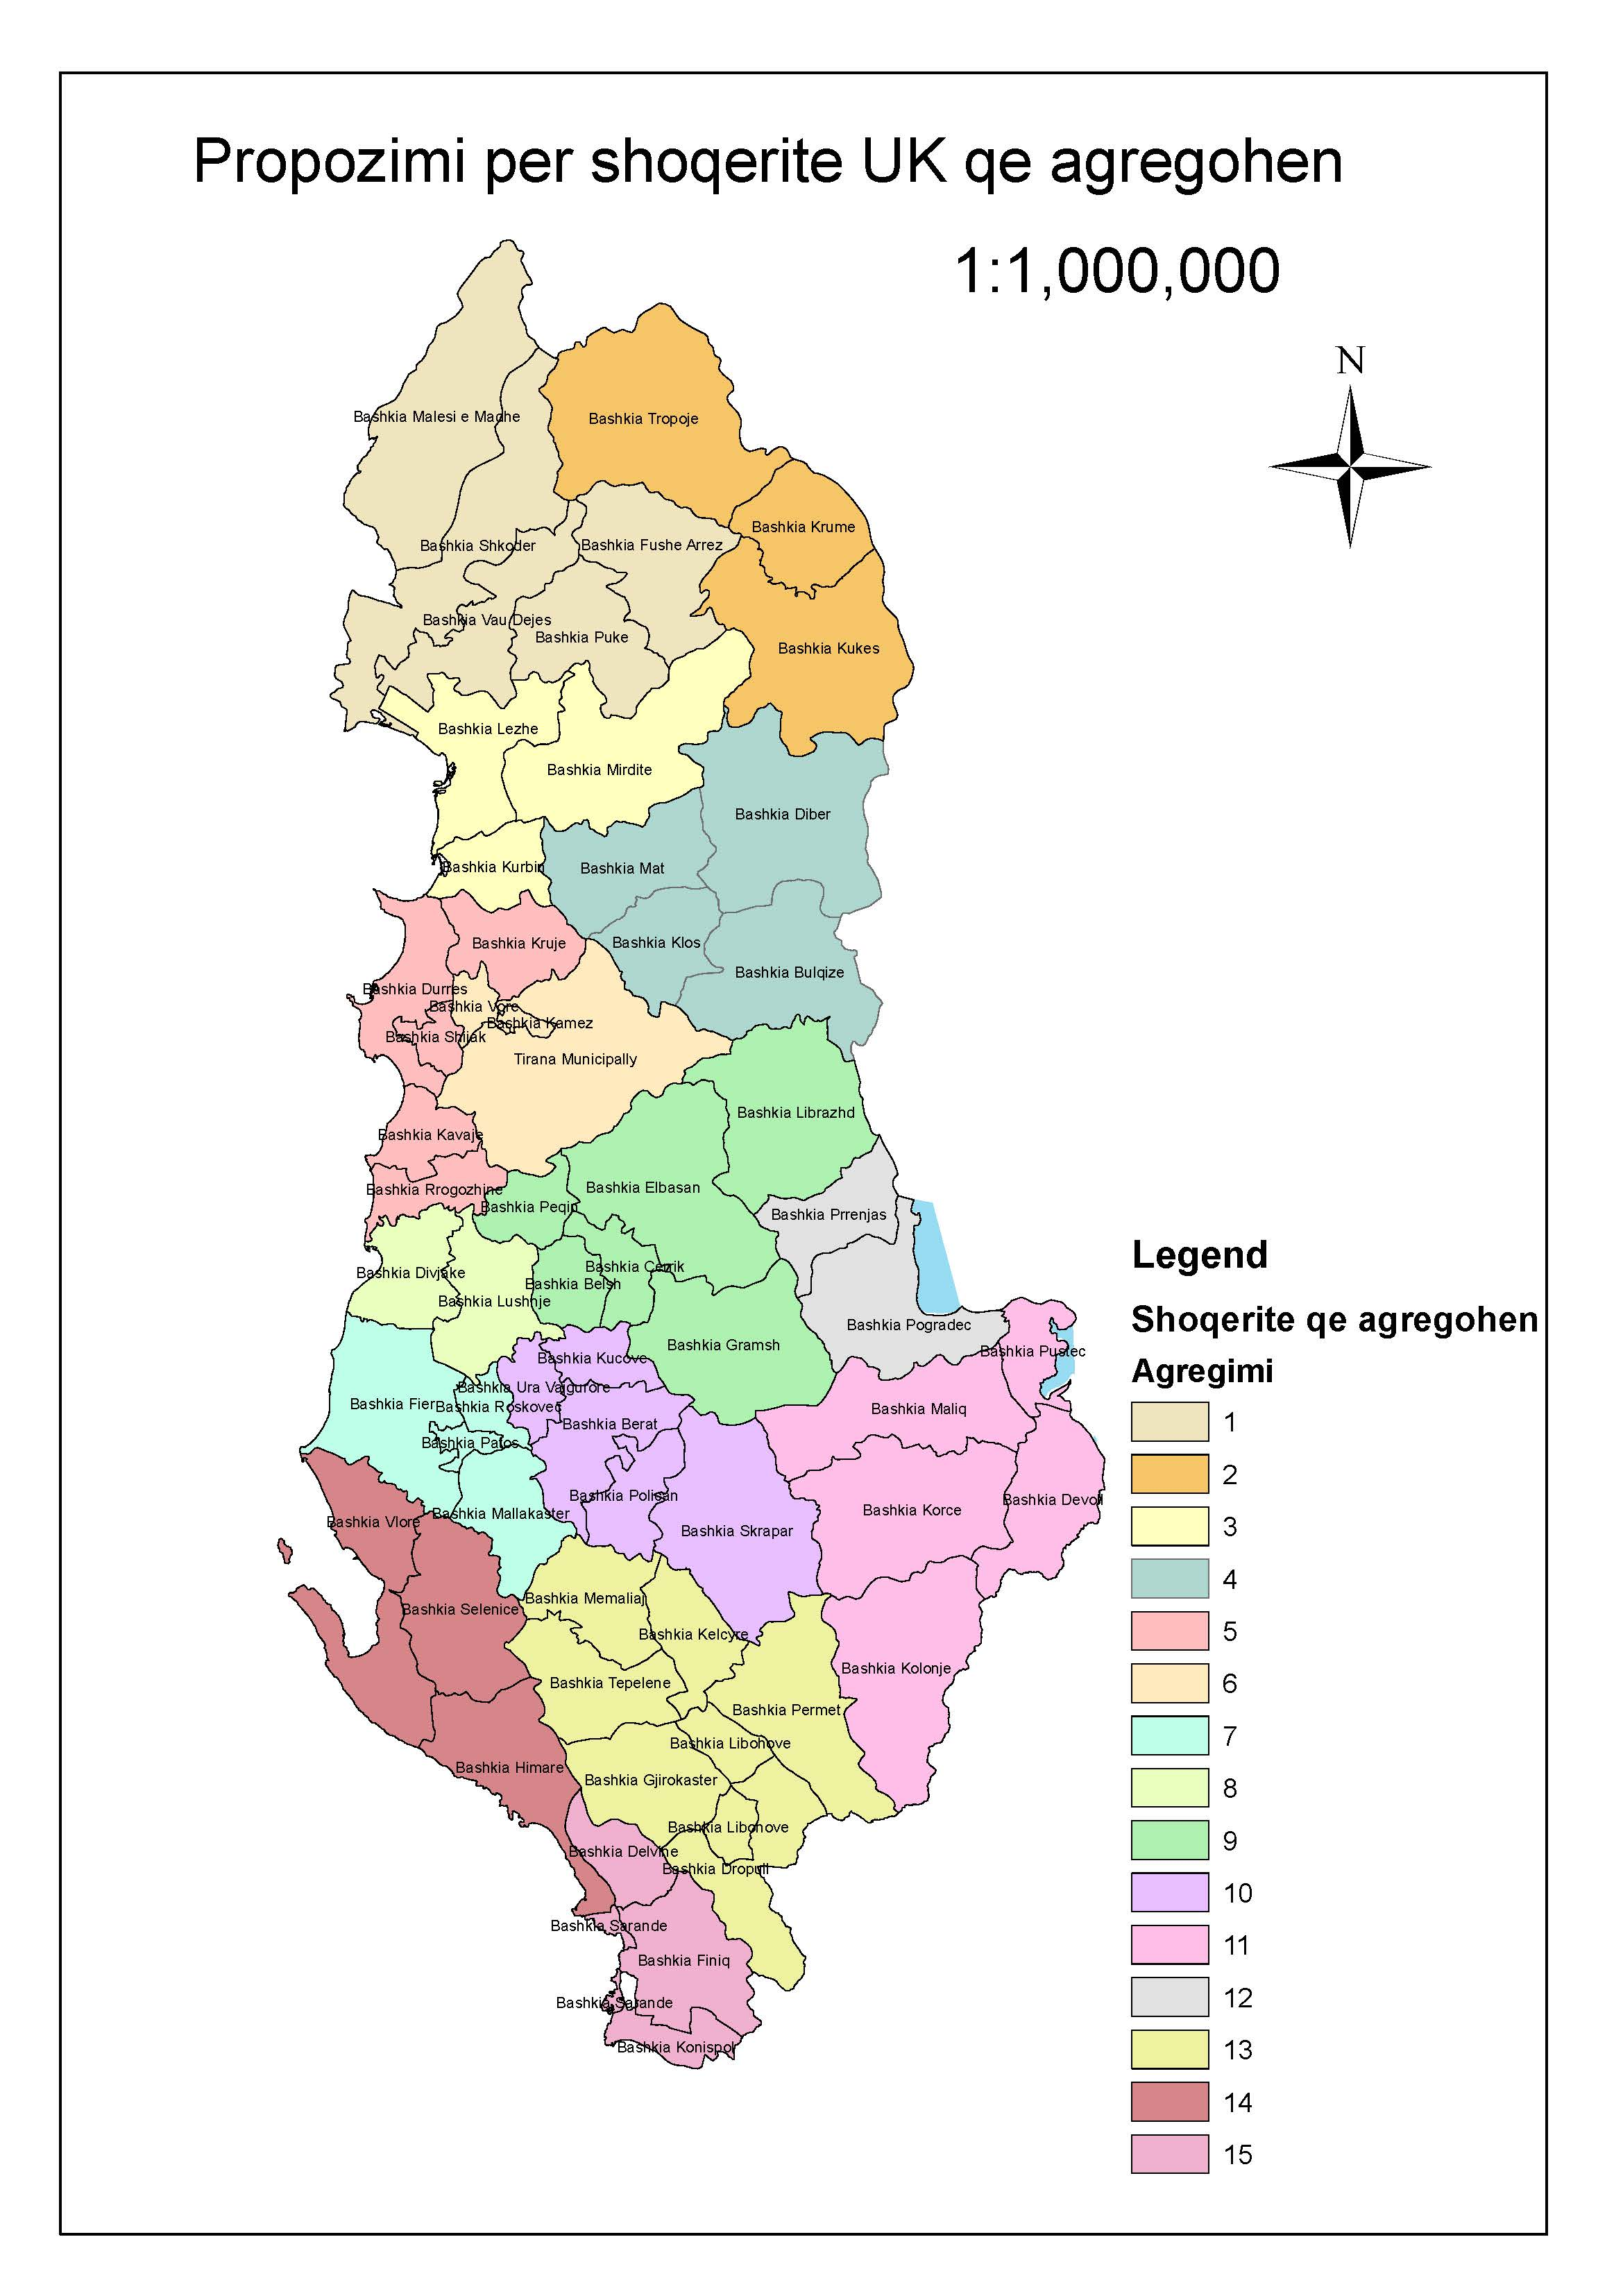 Propozimi per shoqerite UK qe agregohen
1:1,000,000
N
Bashkia Malesi e Madhe
Bashkia Tropoje
Bashkia Krume
Bashkia Shkoder
Bashkia Fushe Arrez
Bashkia Vau Dejes
Bashkia Puke
Bashkia Kukes
Bashkia Lezhe
Bashkia Mirdite
Bashkia Diber
Bashkia Kurbin
Bashkia Mat
Bashkia Kruje
Bashkia Klos
Bashkia Bulqize
Bashkia Durres
Bashkia Vore
Bashkia Kamez
Bashkia Shijak
Tirana Municipally
Bashkia Librazhd
Bashkia Kavaje
Bashkia Rrogozhine
Bashkia Elbasan
Bashkia Peqin
Bashkia Prrenjas
Bashkia Divjake
Bashkia Cerrik
Bashkia Belsh
Bashkia Lushnje
Bashkia Pogradec
Bashkia Gramsh
Bashkia Pustec
Bashkia Kucove
Bashkia Ura Vajgurore
Bashkia Fier
Bashkia Roskovec
Bashkia Maliq
Bashkia Berat
Bashkia Patos
Bashkia Polisan
Bashkia Devoll
Bashkia Korce
Bashkia Mallakaster
Bashkia Vlore
Bashkia Skrapar
Bashkia Memaliaj
Bashkia Selenice
Bashkia Kelcyre
Bashkia Kolonje
Bashkia Tepelene
Bashkia Permet
Bashkia Libohove
Bashkia Himare
Bashkia Gjirokaster
Bashkia Libohove
Bashkia Delvine
Bashkia Dropull
Bashkia Sarande
Bashkia Finiq
Bashkia Sarande
Bashkia Konispol
Legend
Shoqerite qe agregohen
Agregimi
1
2
3
4
5
6
7
8
9
10
11
12
13
14
15